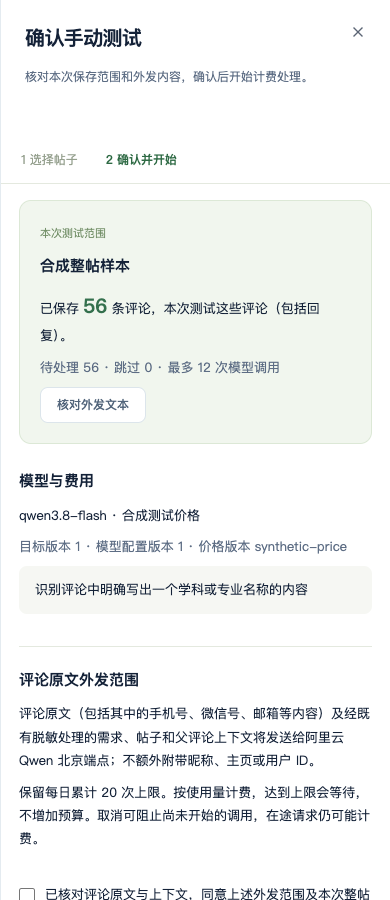 确认手动测试
核对本次保存范围和外发内容，确认后开始计费处理。
1 选择帖子 2 确认并开始
本次测试范围
合成整帖样本
已保存 56 条评论，本次测试这些评论（包括回
复）。
待处理 56 · 跳过 0 · 最多 12 次模型调用
核对外发文本
模型与费用
qwen3.8-flash · 合成测试价格
目标版本 1 · 模型配置版本 1 · 价格版本 synthetic-price
识别评论中明确写出一个学科或专业名称的内容
评论原文外发范围
评论原文（包括其中的手机号、微信号、邮箱等内容）及经既
有脱敏处理的需求、帖子和父评论上下文将发送给阿里云
Qwen 北京端点；不额外附带昵称、主页或用户 ID。
保留每日累计 20 次上限。按使用量计费，达到上限会等待，
不增加预算。取消可阻止尚未开始的调用，在途请求仍可能计
费。
已核对评论原文与上下文，同意上述外发范围及本次整帖